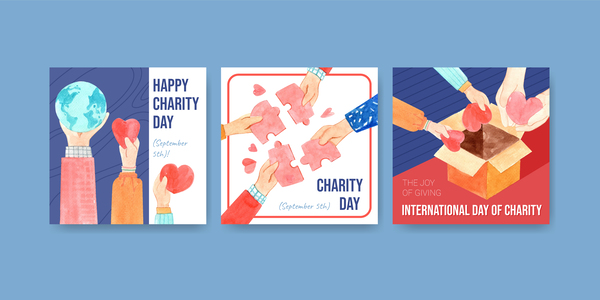 HAPPY
CHARITY
DAY
(September
5th))
CHARITY
DAY
(September 5th)
THE JOY
OF GIVING
INTERNATIONAL DAY OF CHARITY